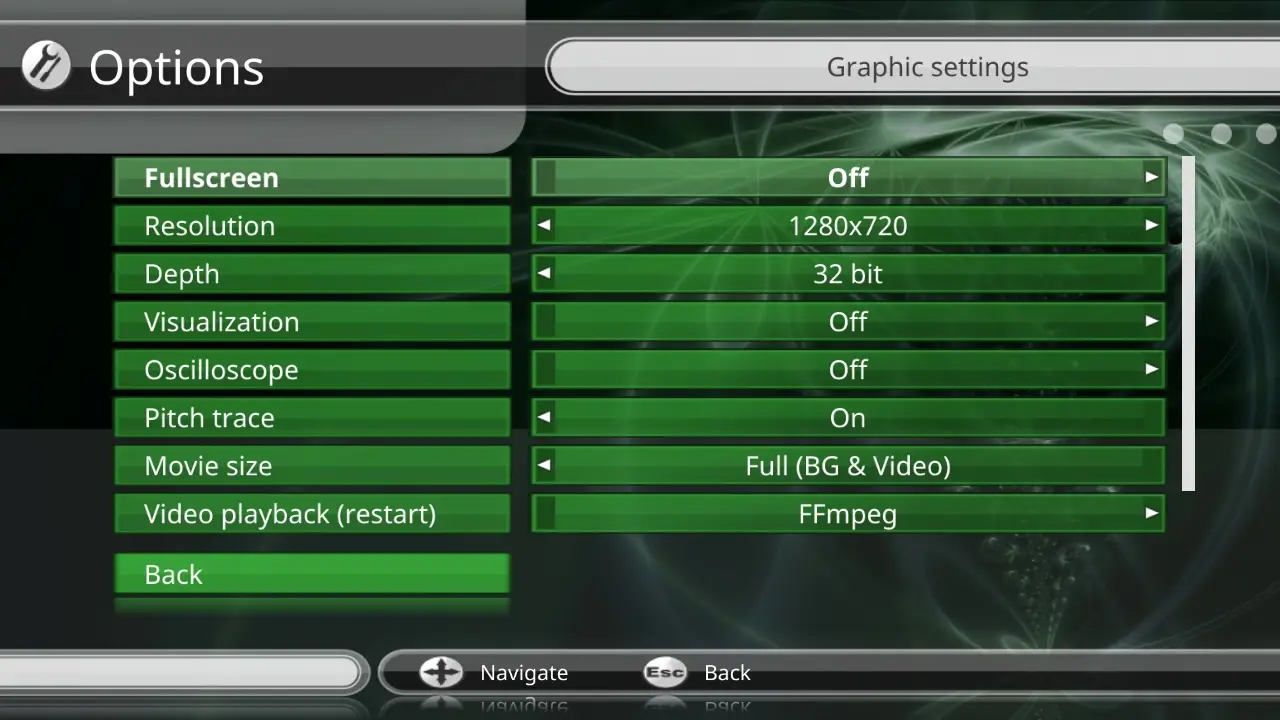 Options
Graphic settings
Fullscreen Off
Resolution 1280x720
Depth 32 bit
Visualization Off
Oscilloscope Off
Pitch trace On
Movie size Full (BG & Video)
Video playback (restart) FFmpeg
Back
Navigate Esc Back